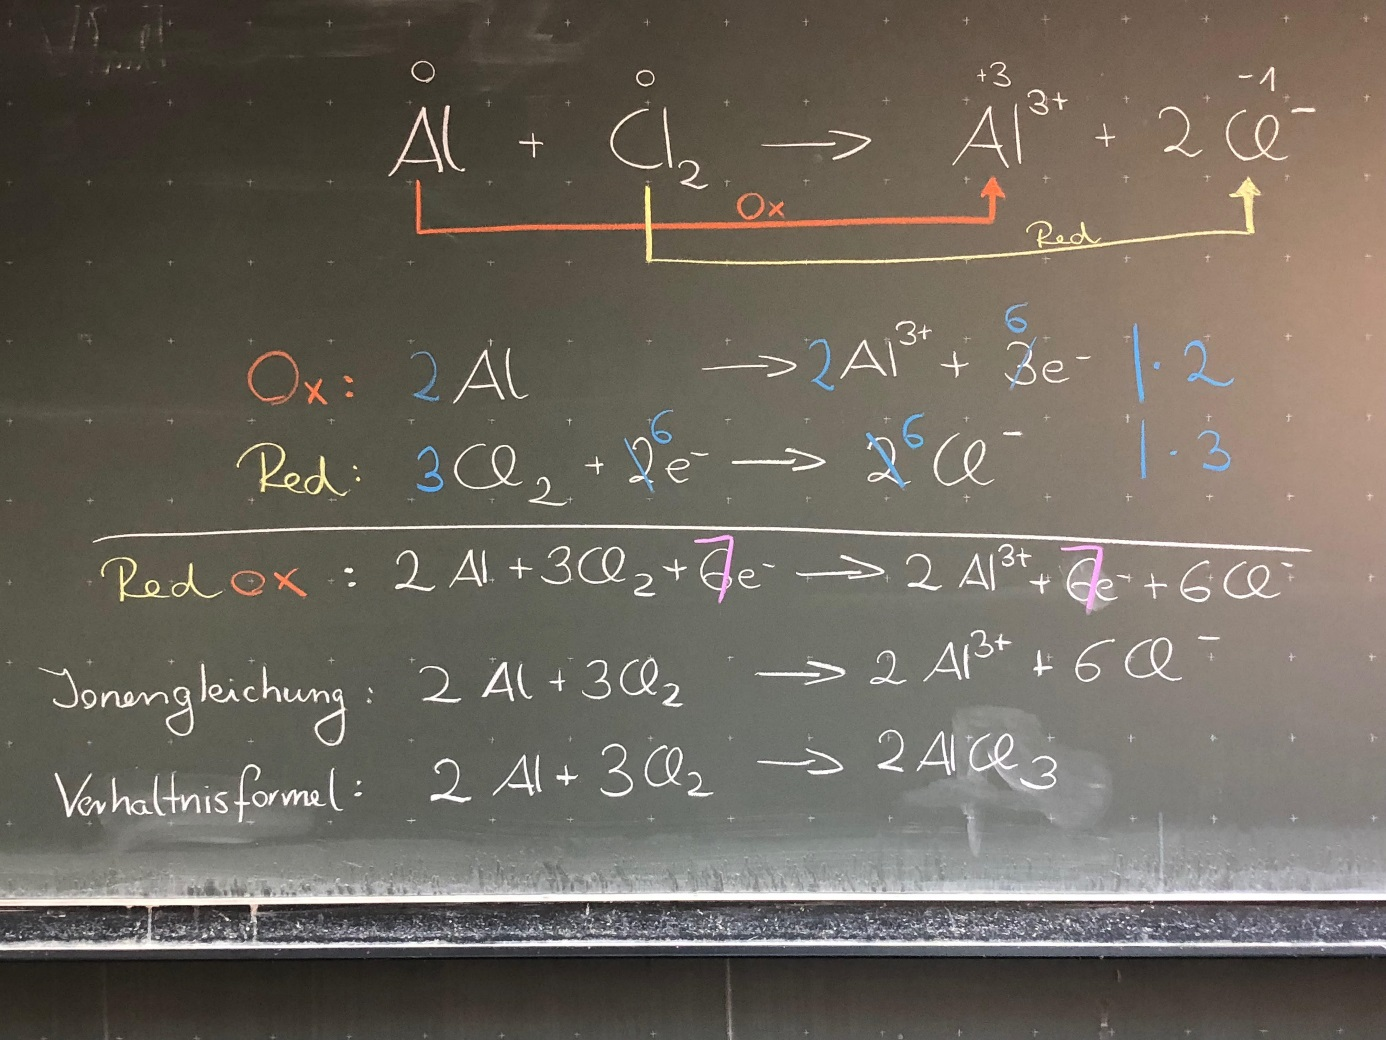 0 0 +3 -1
Al + Cl₂ → Al³⁺ + 2 Cl⁻
Ox
Red
Ox: 2 Al → 2 Al³⁺ + 3 6 e⁻ | · 2
Red: 3 Cl₂ + 2 6 e⁻ → 2 6 Cl⁻ | · 3
Redox : 2 Al + 3 Cl₂ + 6e⁻ → 2 Al³⁺ + 6e⁻ + 6 Cl⁻
Ionengleichung : 2 Al + 3 Cl₂ → 2 Al³⁺ + 6 Cl⁻
Verhaltnisformel : 2 Al + 3 Cl₂ → 2 AlCl₃